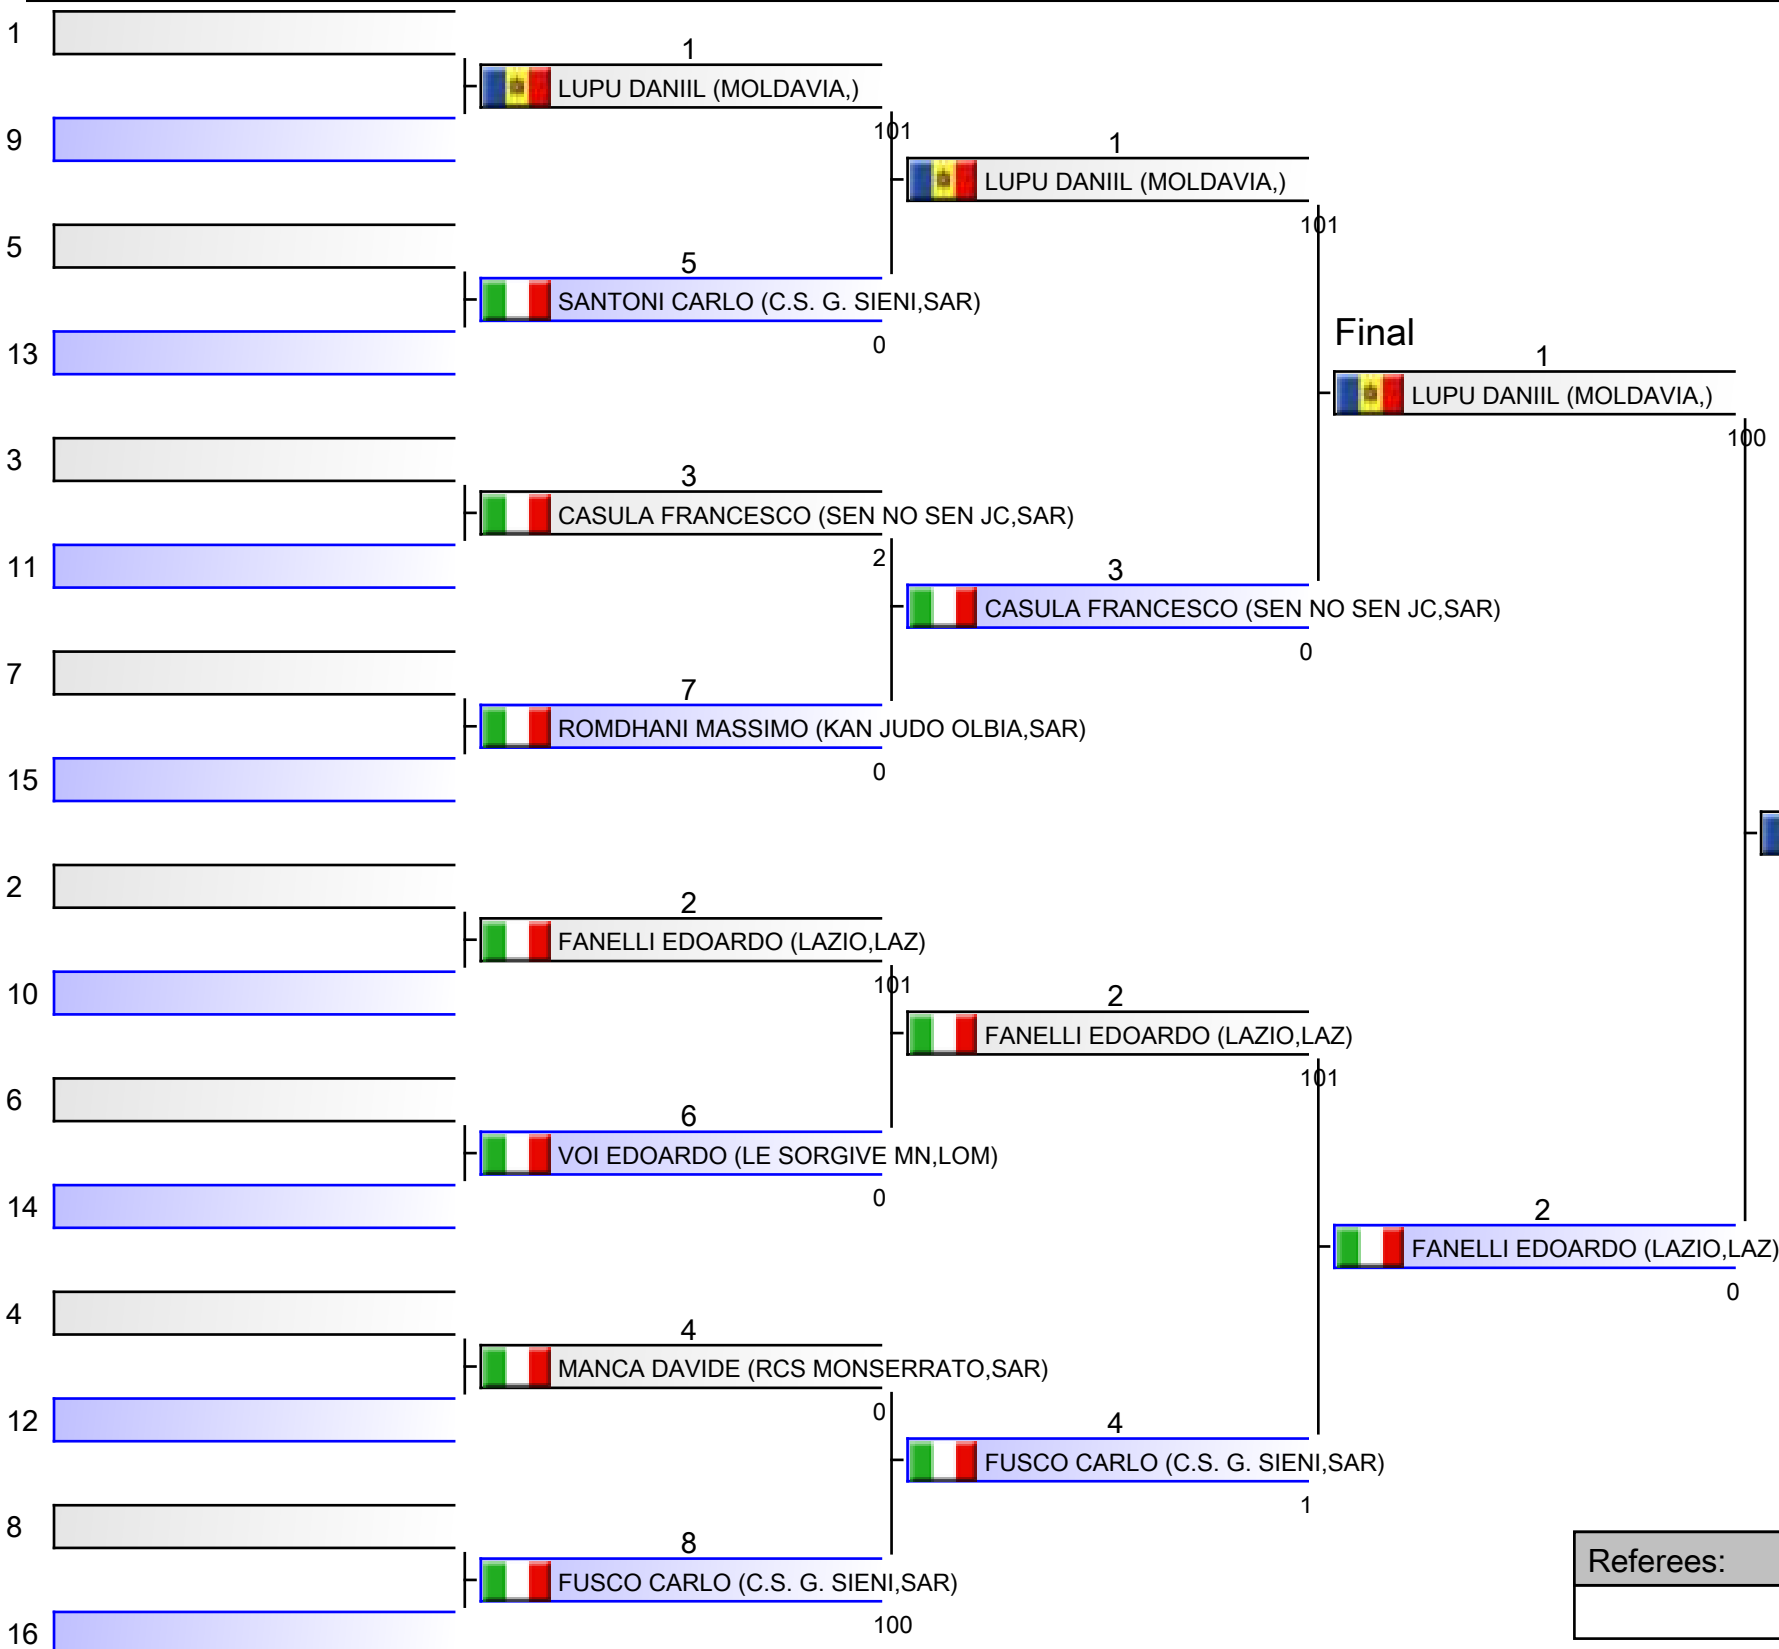 1
9
5
13
3
11
7
15
2
10
6
14
4
12
8
16
1
LUPU DANIIL (MOLDAVIA,)
101
5
SANTONI CARLO (C.S. G. SIENI,SAR)
0
3
CASULA FRANCESCO (SEN NO SEN JC,SAR)
2
7
ROMDHANI MASSIMO (KAN JUDO OLBIA,SAR)
0
2
FANELLI EDOARDO (LAZIO,LAZ)
101
6
VOI EDOARDO (LE SORGIVE MN,LOM)
0
4
MANCA DAVIDE (RCS MONSERRATO,SAR)
0
8
FUSCO CARLO (C.S. G. SIENI,SAR)
100
1
LUPU DANIIL (MOLDAVIA,)
101
3
CASULA FRANCESCO (SEN NO SEN JC,SAR)
0
2
FANELLI EDOARDO (LAZIO,LAZ)
101
4
FUSCO CARLO (C.S. G. SIENI,SAR)
1
Final
1
LUPU DANIIL (MOLDAVIA,)
100
2
FANELLI EDOARDO (LAZIO,LAZ)
0
Referees: